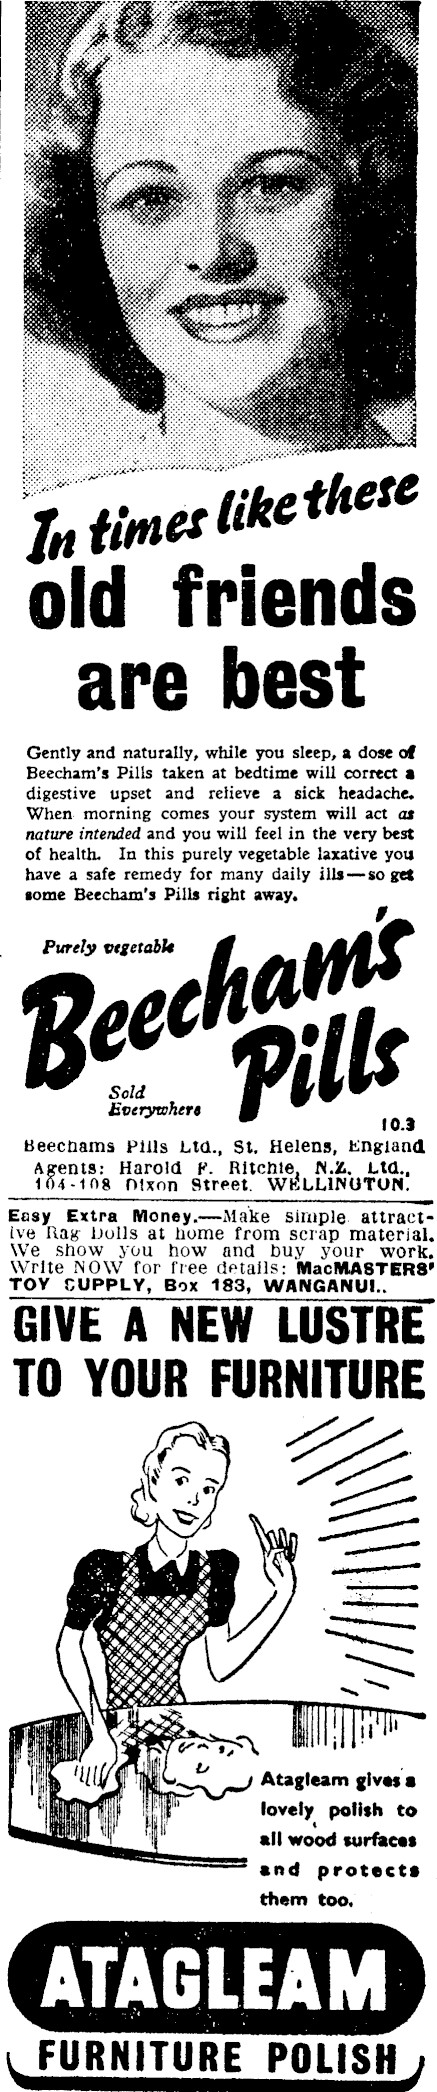 In times like these
old friends
are best
Gently and naturally, while you sleep, a dose of
Beecham's Pills taken at bedtime will correct a
digestive upset and relieve a sick headache.
When morning comes your system will act as
nature intended and you will feel in the very best
of health. In this purely vegetable laxative you
have a safe remedy for many daily ills—so get
some Beecham's Pills right away.
Purely vegetable
Beecham's
Pills
Sold
Everywhere
10.3
Beechams Pills Ltd., St. Helens, England
Agents: Harold F. Ritchie, N.Z. Ltd.,
104-108 Dixon Street. WELLINGTON.
Easy Extra Money.—Make simple attract-
ive Rag Dolls at home from scrap material.
We show you how and buy your work.
Write NOW for free details: MacMASTERS'
TOY SUPPLY, Box 183, WANGANUI..
GIVE A NEW LUSTRE
TO YOUR FURNITURE
Atagleam gives a
lovely polish to
all wood surfaces
and protects
them too.
ATAGLEAM
FURNITURE POLISH